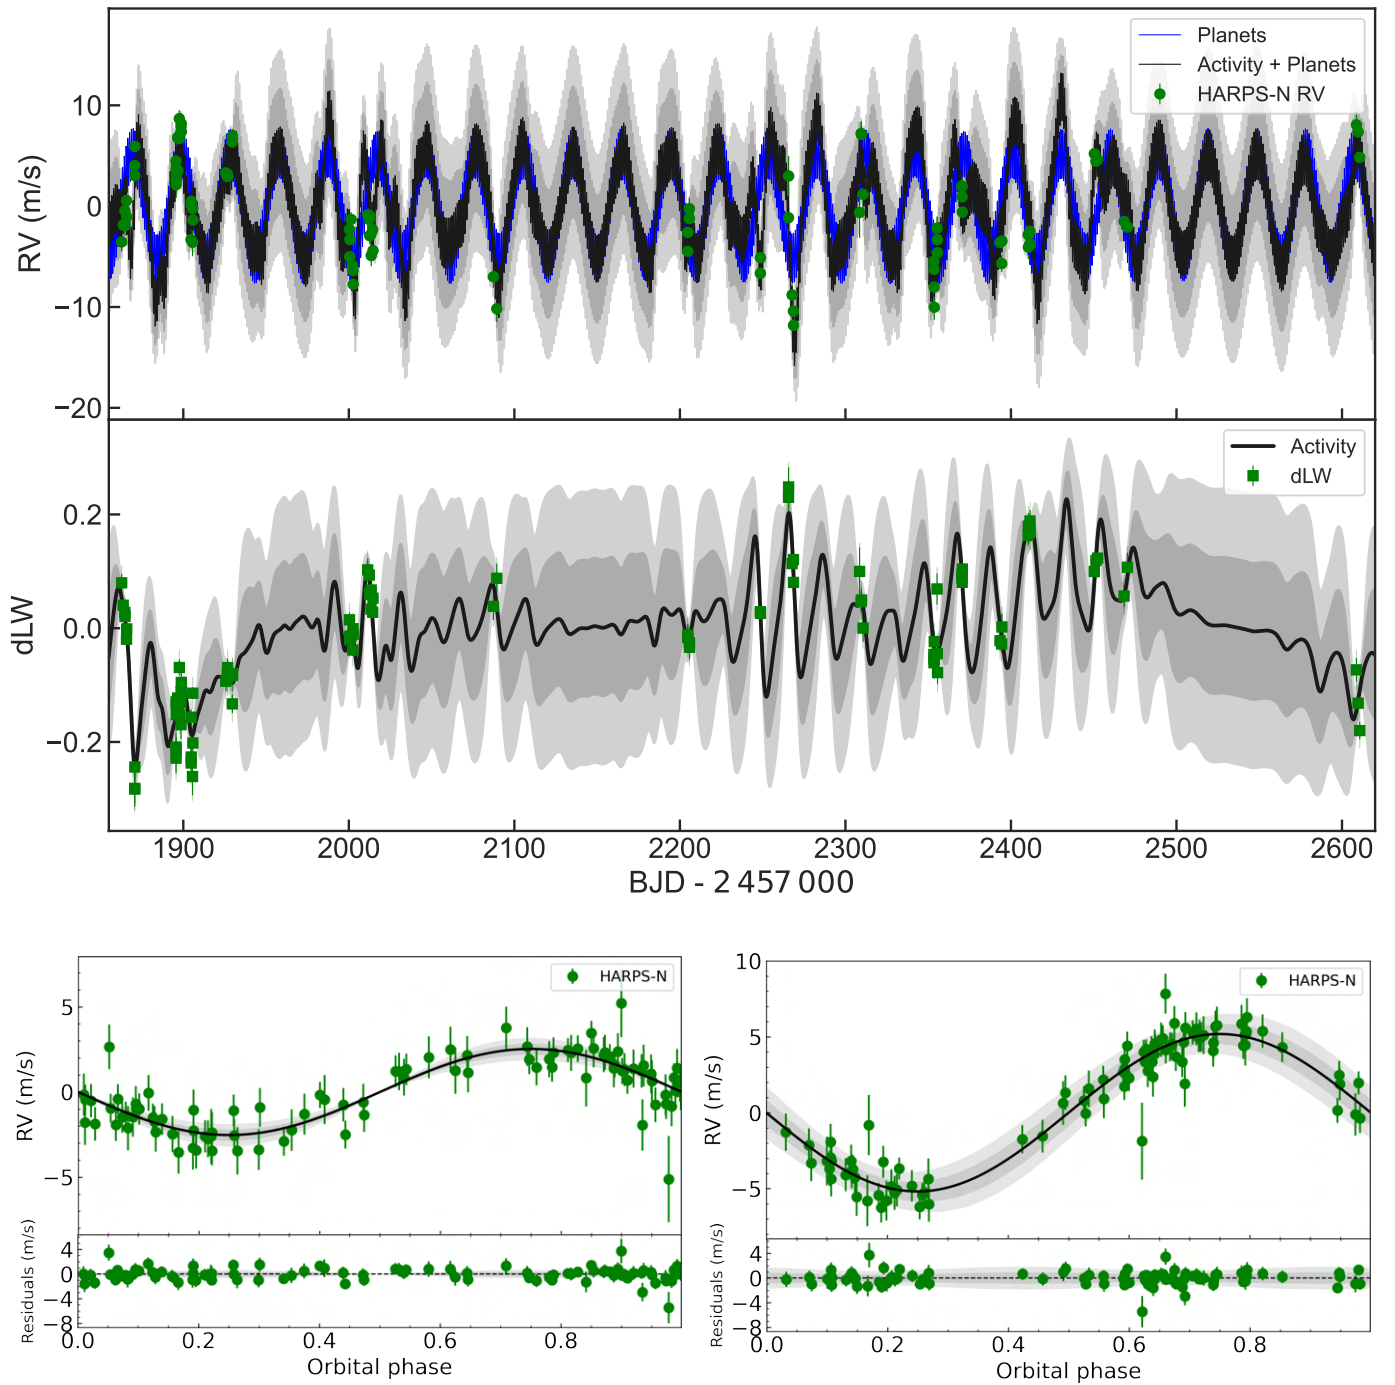 Planets
Activity + Planets
HARPS-N RV
RV (m/s)
10
0
−10
−20
Activity
dLW
dLW
0.2
0.0
−0.2
1900 2000 2100 2200 2300 2400 2500 2600
BJD - 2 457 000
HARPS-N
RV (m/s)
5
0
−5
Residuals (m/s)
4
0
−4
−8
0.0 0.2 0.4 0.6 0.8
Orbital phase
HARPS-N
RV (m/s)
10
5
0
−5
Residuals (m/s)
4
0
−4
−8
0.0 0.2 0.4 0.6 0.8
Orbital phase